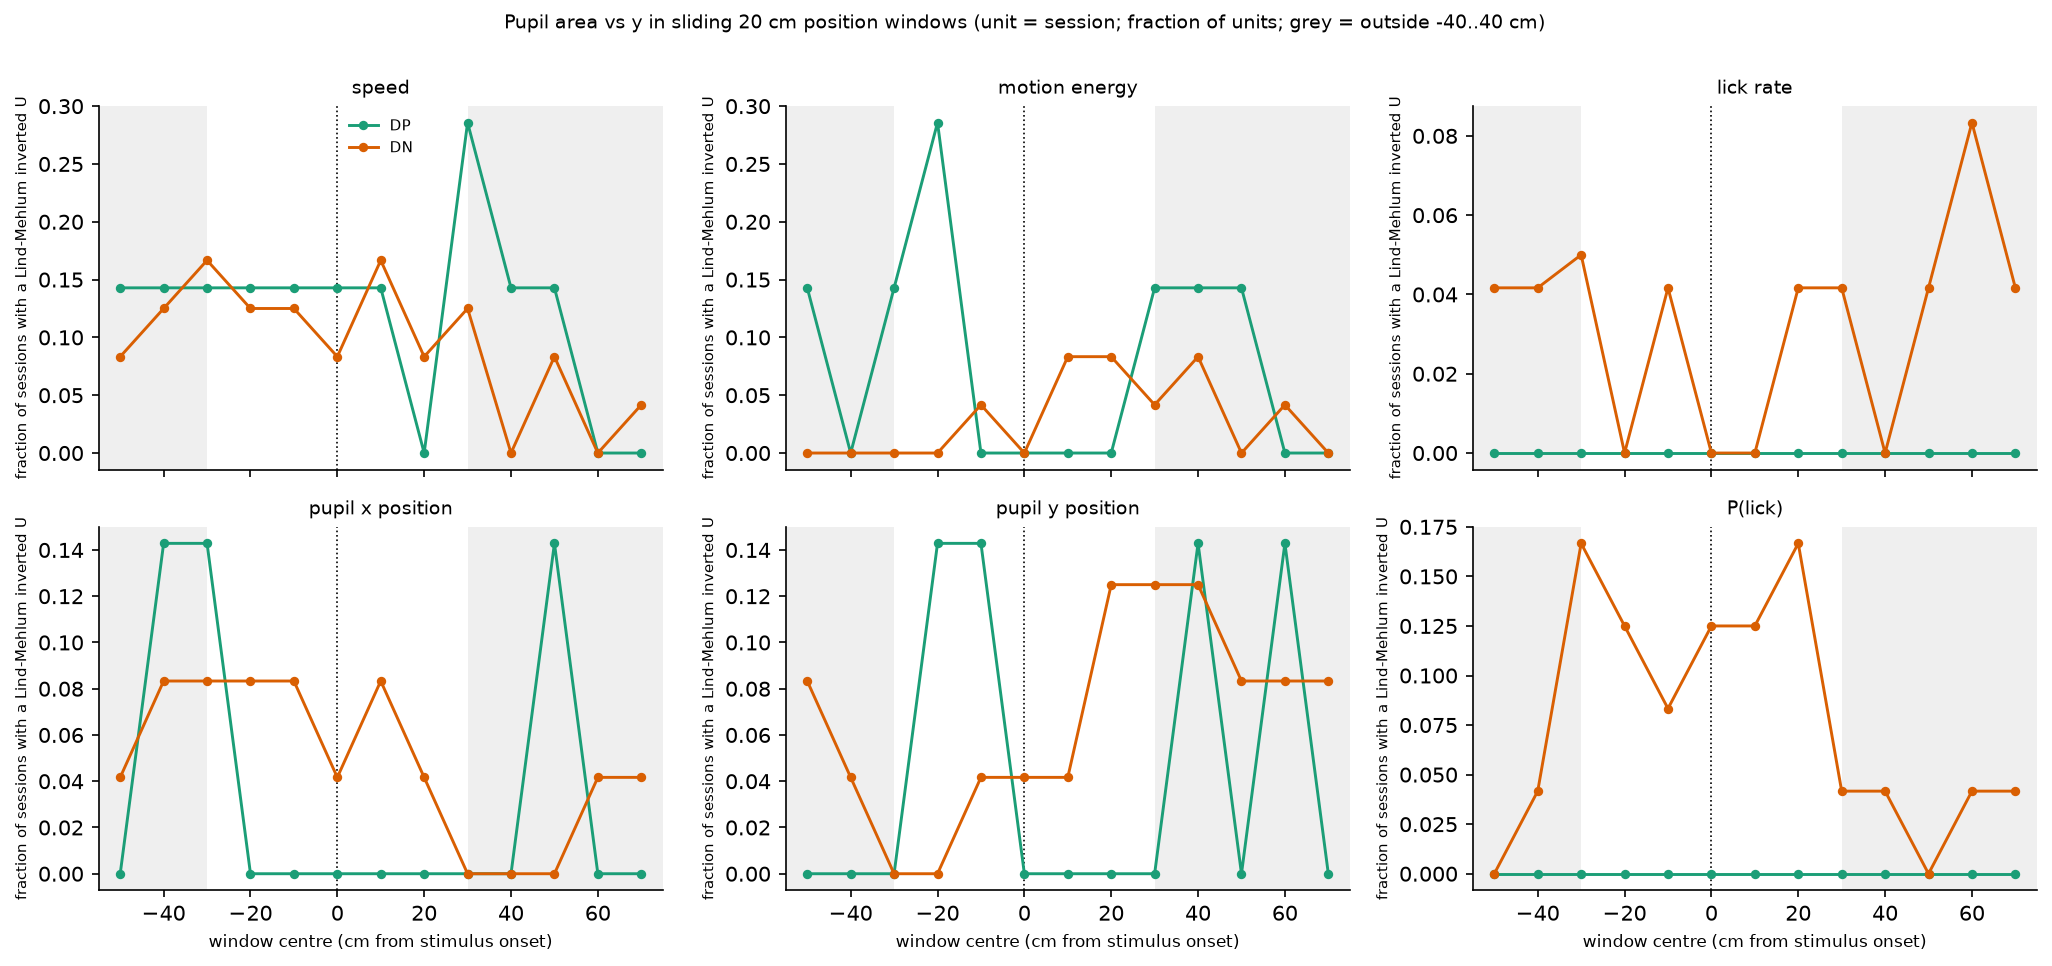 Pupil area vs y in sliding 20 cm position windows (unit = session; fraction of units; grey = outside -40..40 cm)
speed
fraction of sessions with a Lind-Mehlum inverted U
0.30
0.25
0.20
0.15
0.10
0.05
0.00
DP
DN
motion energy
fraction of sessions with a Lind-Mehlum inverted U
0.30
0.25
0.20
0.15
0.10
0.05
0.00
lick rate
fraction of sessions with a Lind-Mehlum inverted U
0.08
0.06
0.04
0.02
0.00
pupil x position
fraction of sessions with a Lind-Mehlum inverted U
0.14
0.12
0.10
0.08
0.06
0.04
0.02
0.00
−40 −20 0 20 40 60
window centre (cm from stimulus onset)
pupil y position
fraction of sessions with a Lind-Mehlum inverted U
0.14
0.12
0.10
0.08
0.06
0.04
0.02
0.00
−40 −20 0 20 40 60
window centre (cm from stimulus onset)
P(lick)
fraction of sessions with a Lind-Mehlum inverted U
0.175
0.150
0.125
0.100
0.075
0.050
0.025
0.000
−40 −20 0 20 40 60
window centre (cm from stimulus onset)